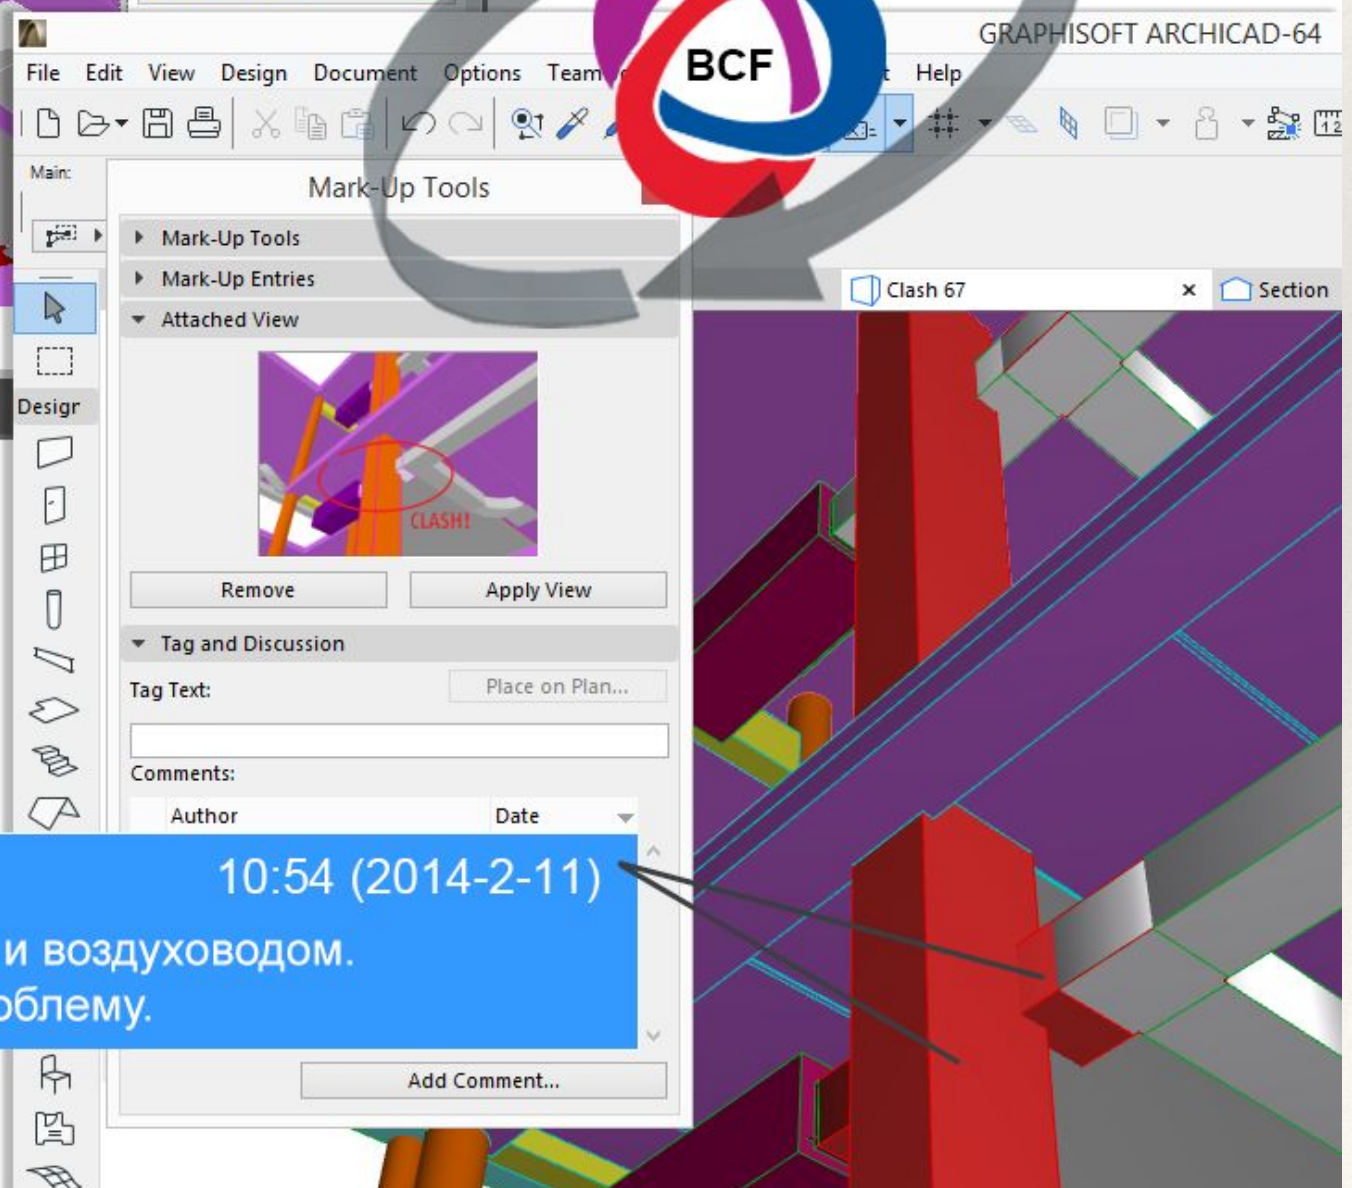 GRAPHISOFT ARCHICAD-64
BCF
File Edit View Design Document Options Team Help
Main:
Mark-Up Tools
Mark-Up Tools
Mark-Up Entries
Clash 67 × Section
Attached View
Design
CLASH!
Remove Apply View
Tag and Discussion
Tag Text: Place on Plan...
Comments:
Author Date
10:54 (2014-2-11)
и воздуховодом.
облему.
Add Comment...